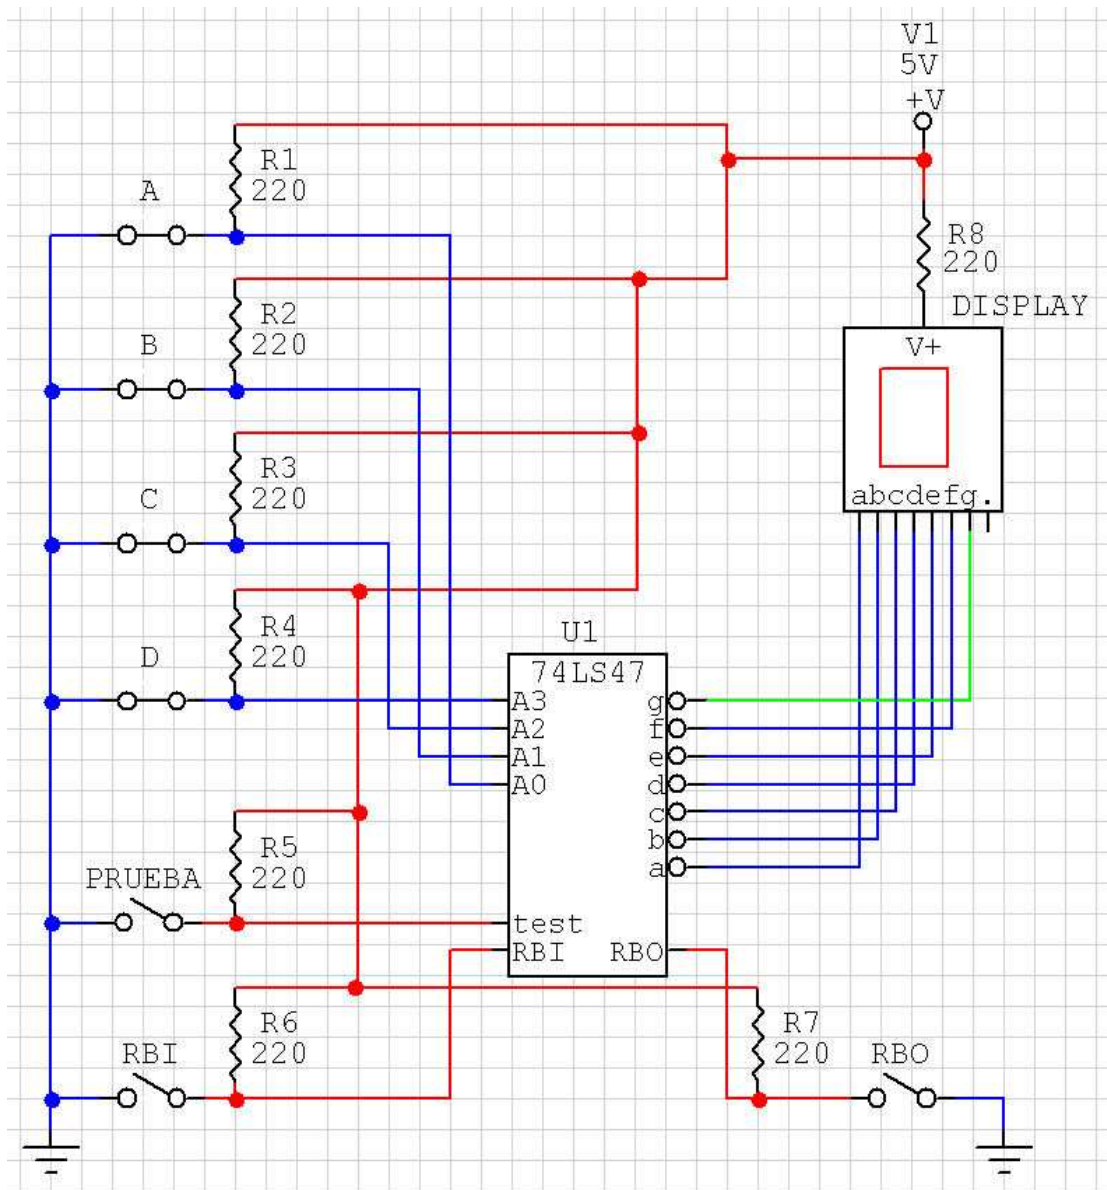 V1
5V
+V
R1
220
A
R8
220
R2
220
DISPLAY
B
V+
R3
220
C
abcdefg.
R4
220
U1
D
74LS47
A3 g
A2 f
A1 e
A0 d
c
b
a
R5
220
PRUEBA
test
RBI RBO
R6
220
RBI
R7
220
RBO